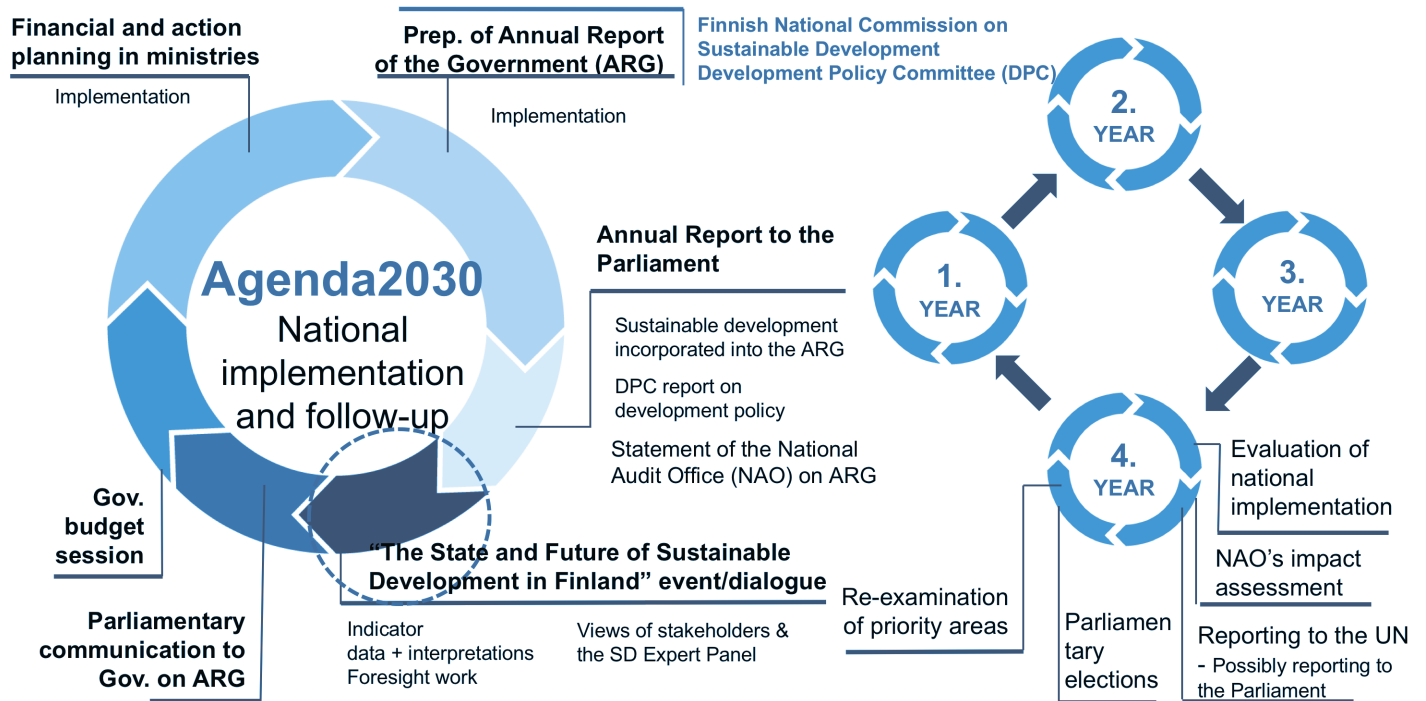 Financial and action
planning in ministries
Implementation
Prep. of Annual Report
of the Government (ARG)
Implementation
Finnish National Commission on
Sustainable Development
Development Policy Committee (DPC)
Agenda2030
National
implementation
and follow-up
Annual Report to the
Parliament
Sustainable development
incorporated into the ARG
DPC report on
development policy
Statement of the National
Audit Office (NAO) on ARG
“The State and Future of Sustainable
Development in Finland” event/dialogue
Indicator
data + interpretations
Foresight work
Views of stakeholders &
the SD Expert Panel
Parliamentary
communication to
Gov. on ARG
Gov.
budget
session
1.
YEAR
2.
YEAR
3.
YEAR
4.
YEAR
Evaluation of
national
implementation
NAO’s impact
assessment
Reporting to the UN
- Possibly reporting to
the Parliament
Parliamen
tary
elections
Re-examination
of priority areas